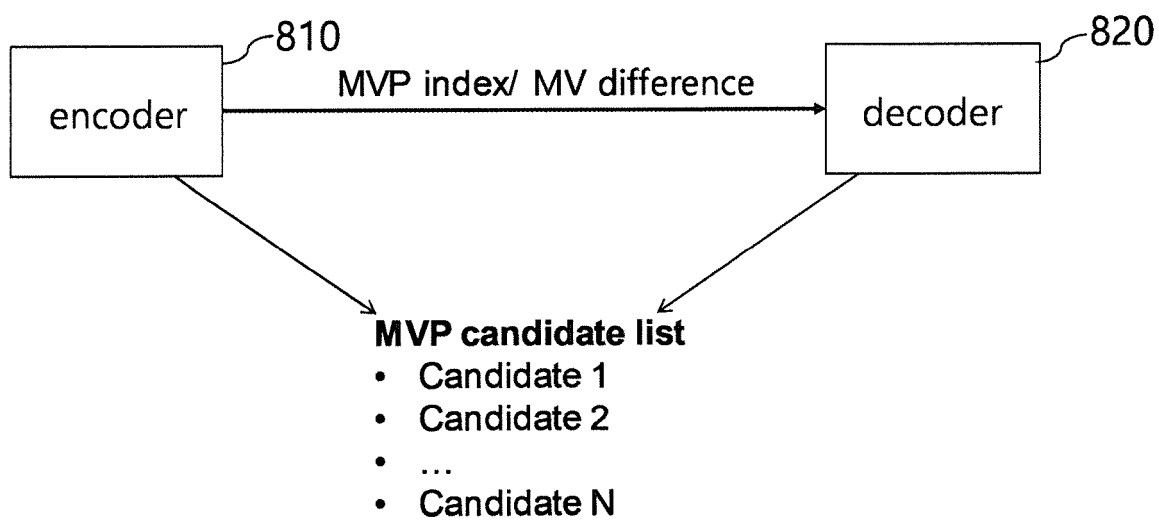 810
820
MVP index/ MV difference
encoder
decoder
MVP candidate list
• Candidate 1
• Candidate 2
• ...
• Candidate N